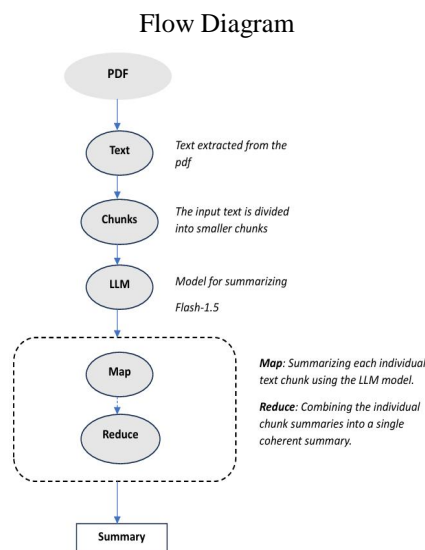 Flow Diagram
PDF
Text
Text extracted from the
pdf
Chunks
The input text is divided
into smaller chunks
LLM
Model for summarizing
Flash-1.5
Map
Map: Summarizing each individual
text chunk using the LLM model.
Reduce
Reduce: Combining the individual
chunk summaries into a single
coherent summary.
Summary